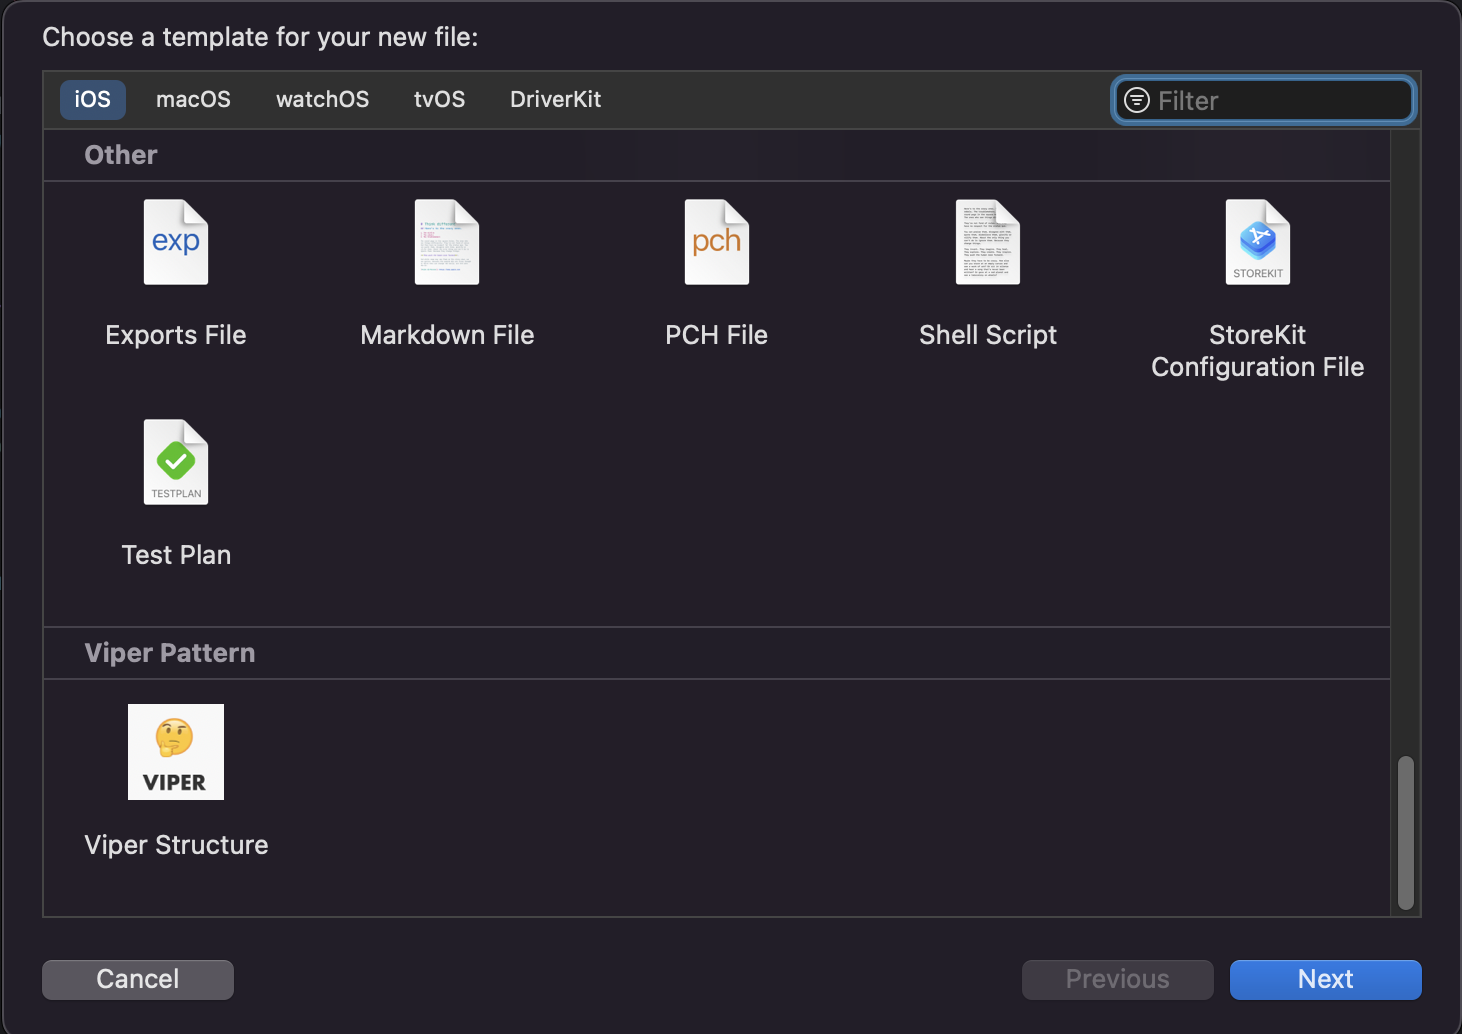 Choose a template for your new file:
iOS macOS watchOS tvOS DriverKit Filter
Other
exp
pch
STOREKIT
Exports File Markdown File PCH File Shell Script StoreKit
Configuration File
TESTPLAN
Test Plan
Viper Pattern
VIPER
Viper Structure
Cancel Previous Next